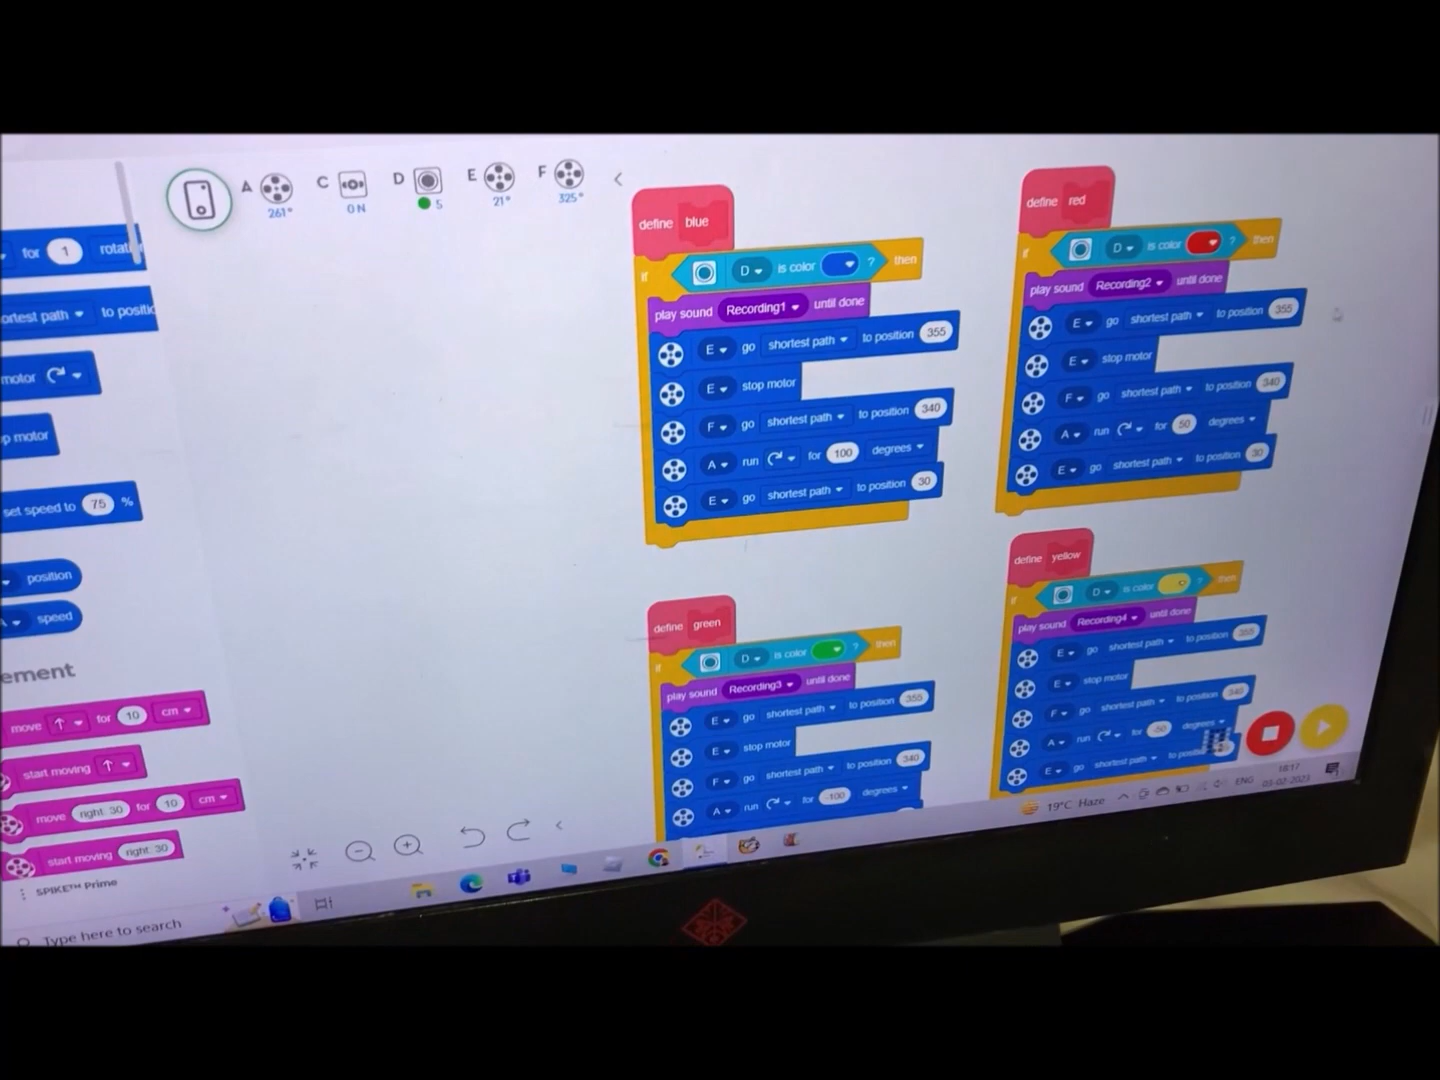 A C D E F
261° ON 5 21° 325°
for 1
shortest path to position
motor
motor
set speed to 75 %
position
speed
move for 10 cm
start moving
move right: 30 for 10 cm
start moving right: 30
SPIKE™ Prime
define blue
if D is color ? then
play sound Recording1 until done
E go shortest path to position 355
E stop motor
F go shortest path to position 340
A run for 100 degrees
E go shortest path to position 30
define red
if D is color ? then
play sound Recording2 until done
E go shortest path to position 355
E stop motor
F go shortest path to position 340
A run for 50 degrees
E go shortest path to position 30
define green
if D is color ? then
play sound Recording3 until done
E go shortest path to position 355
E stop motor
F go shortest path to position 340
A run for -100 degrees
define yellow
if D is color ? then
play sound Recording4 until done
E go shortest path to position 355
E stop motor
F go shortest path to position 340
A run for -50 degrees
E go shortest path to
Type here to search
19°C Haze
ENG
18:17
03-02-2023